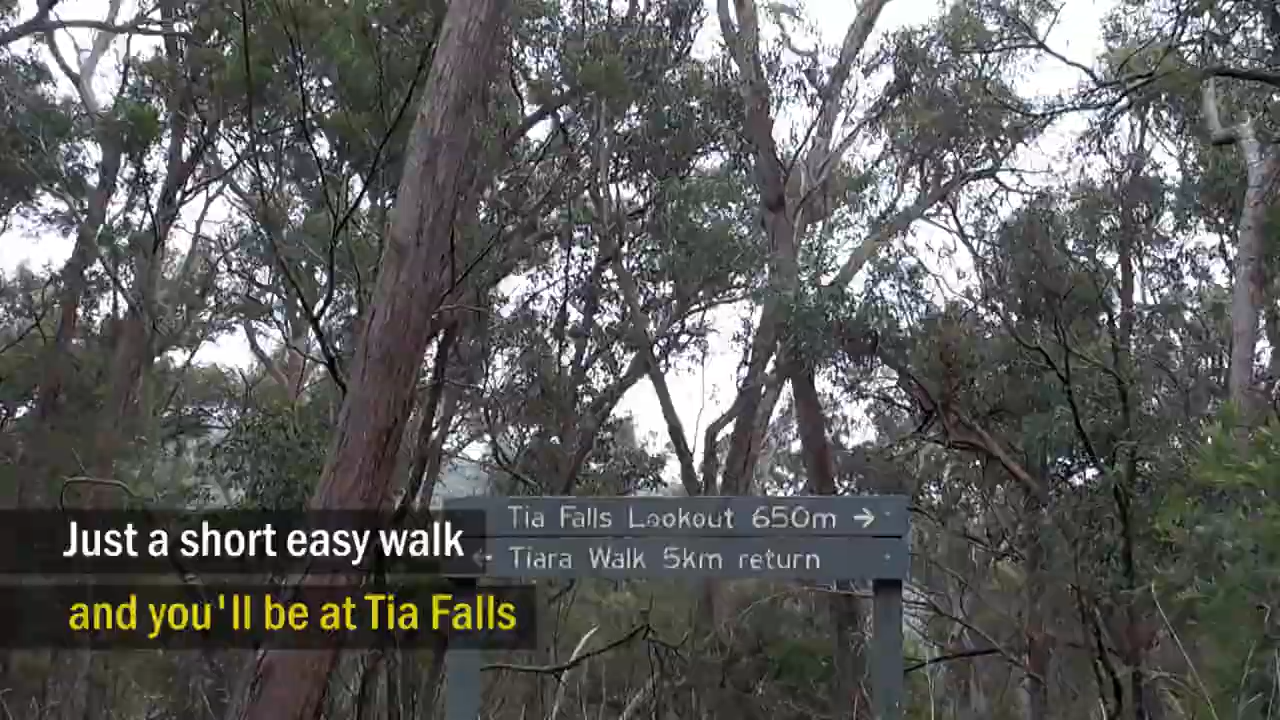 Tia Falls Lookout 650m →
← Tiara Walk 5km return
Just a short easy walk
and you'll be at Tia Falls